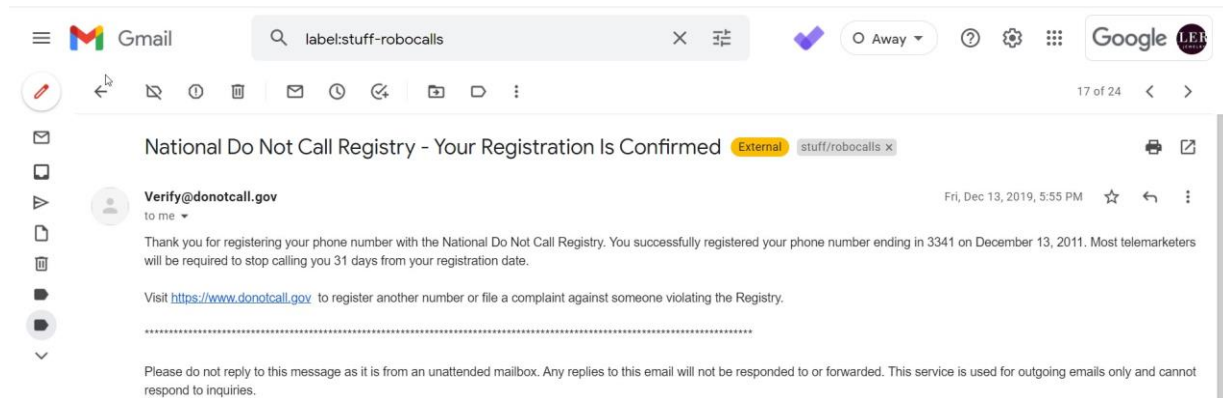 Gmail
label:stuff-robocalls
Away
Google
LER
17 of 24
National Do Not Call Registry - Your Registration Is Confirmed External stuff/robocalls x
Verify@donotcall.gov
Fri, Dec 13, 2019, 5:55 PM
to me
Thank you for registering your phone number with the National Do Not Call Registry. You successfully registered your phone number ending in 3341 on December 13, 2011. Most telemarketers
will be required to stop calling you 31 days from your registration date.
Visit https://www.donotcall.gov to register another number or file a complaint against someone violating the Registry.
********************************************************************************************************************************
Please do not reply to this message as it is from an unattended mailbox. Any replies to this email will not be responded to or forwarded. This service is used for outgoing emails only and cannot
respond to inquiries.